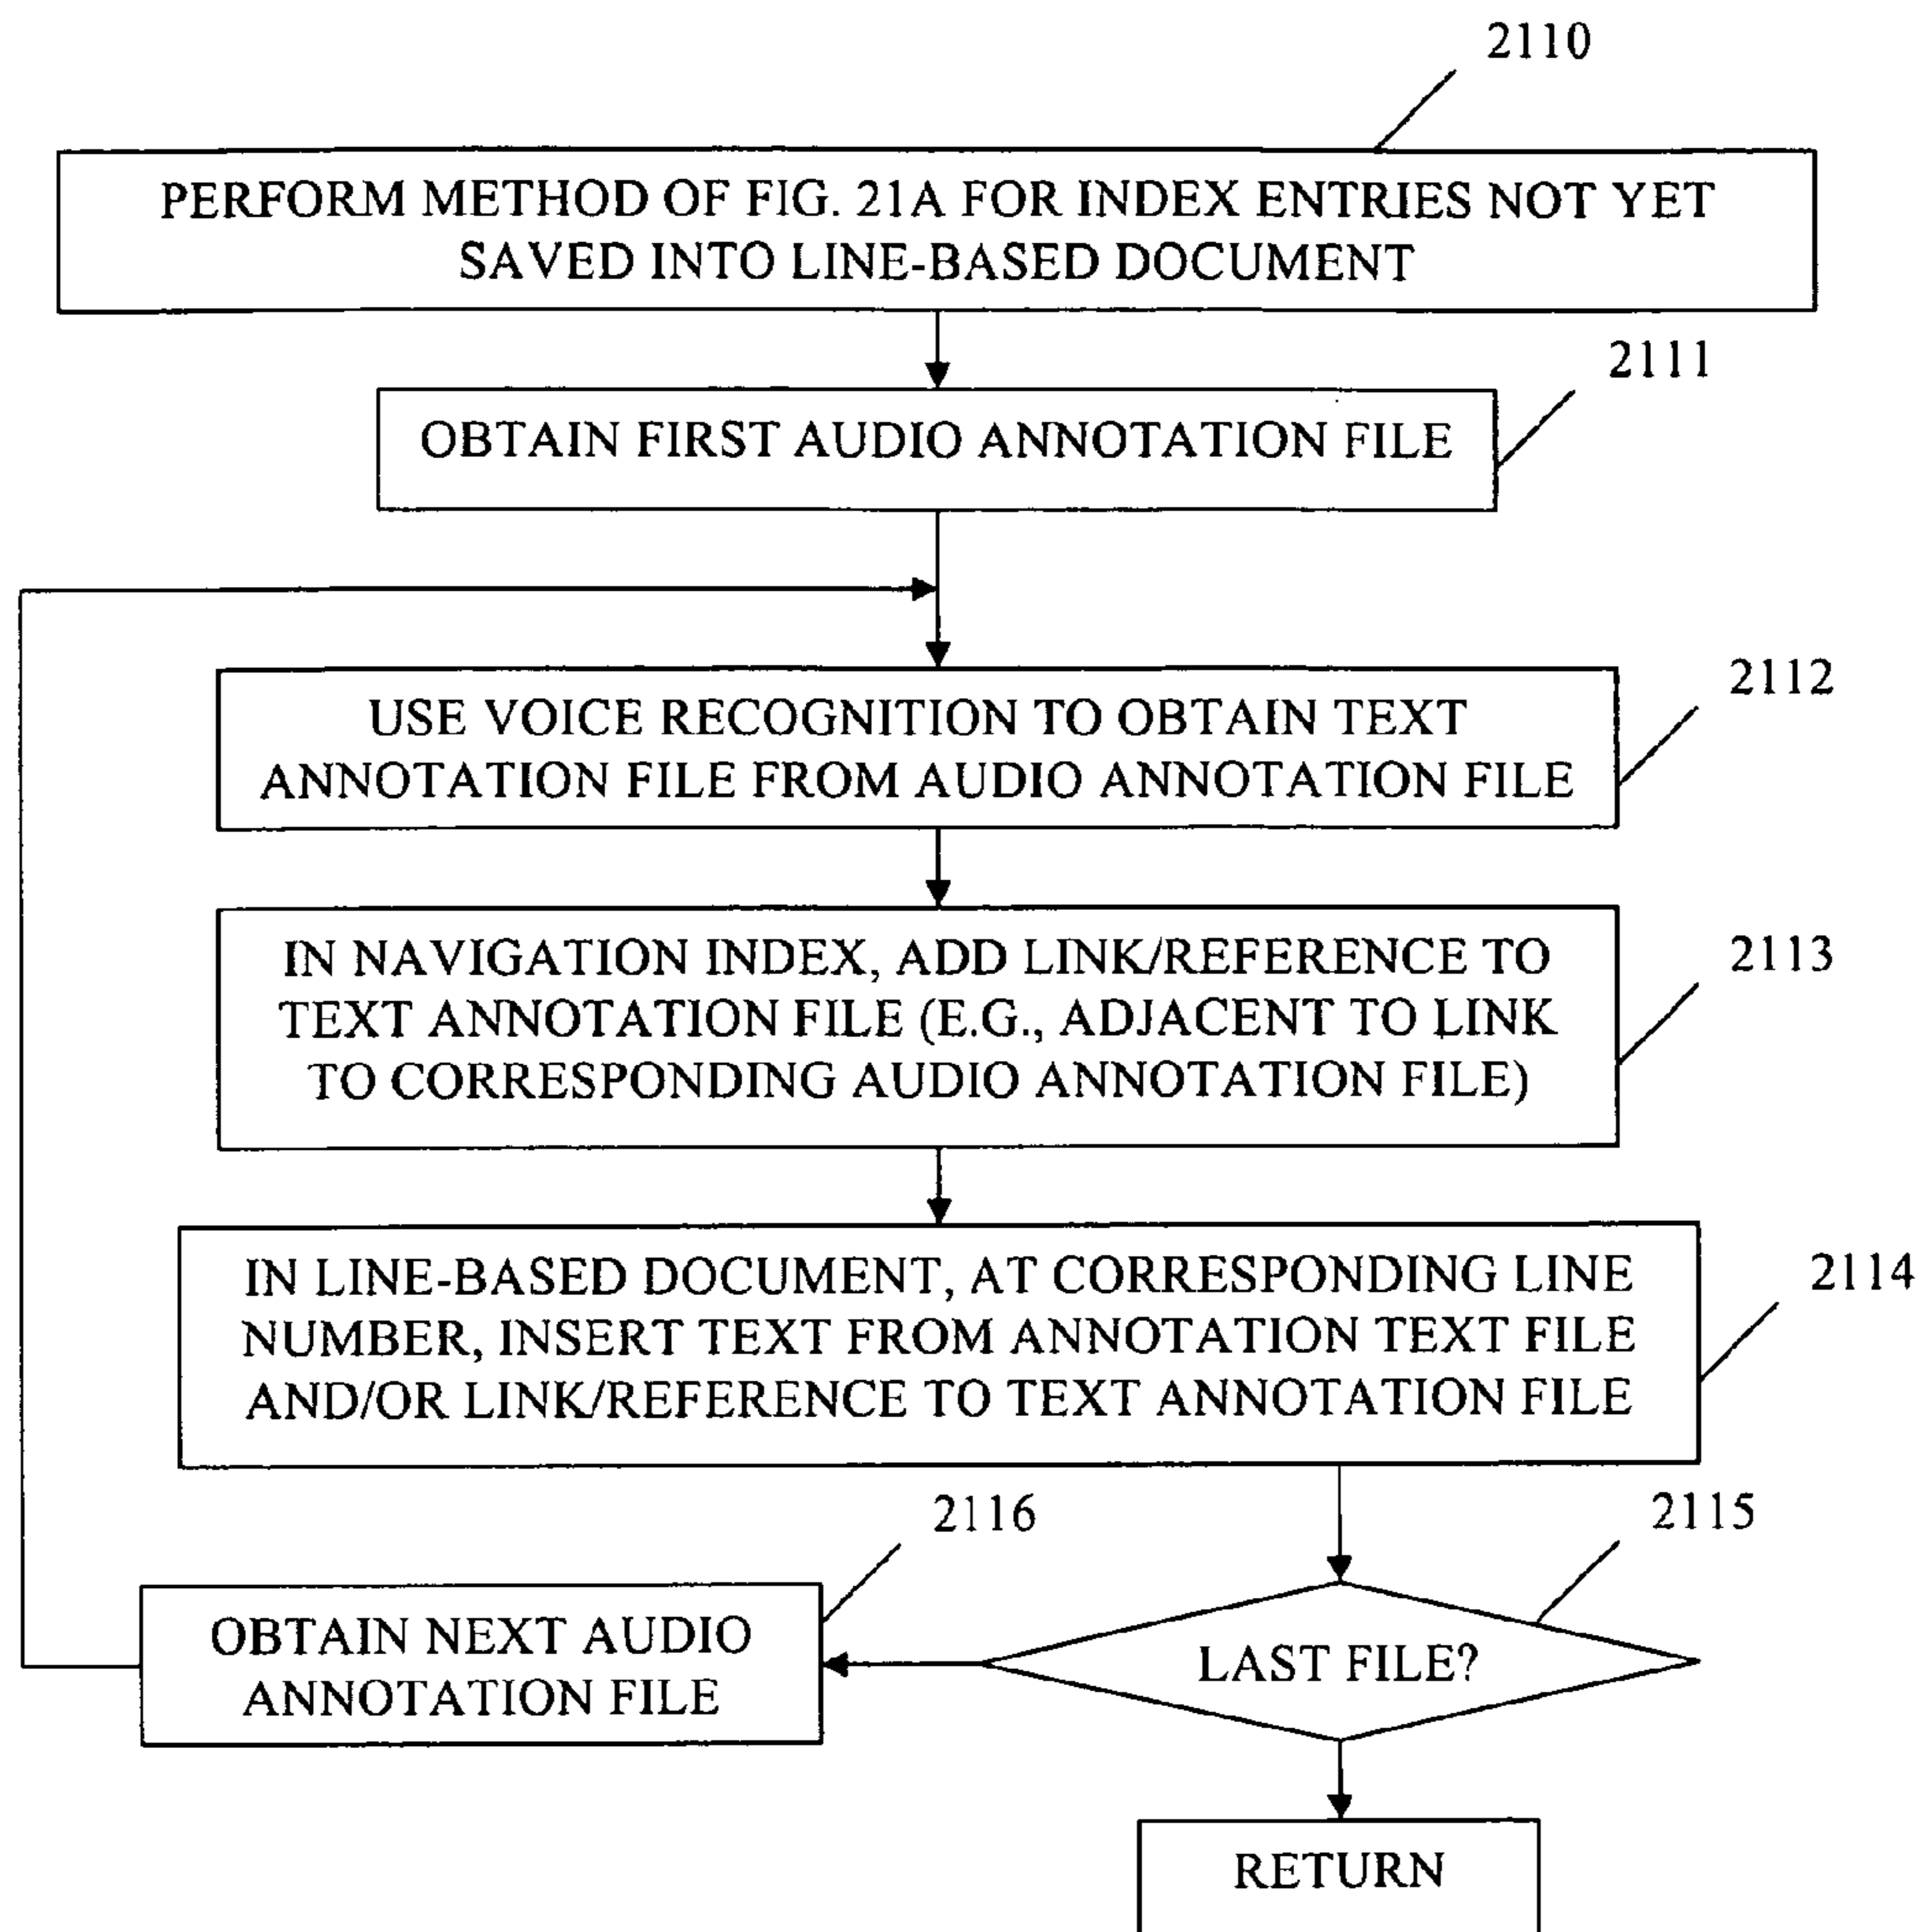 2110
PERFORM METHOD OF FIG. 21A FOR INDEX ENTRIES NOT YET
SAVED INTO LINE-BASED DOCUMENT
2111
OBTAIN FIRST AUDIO ANNOTATION FILE
2112
USE VOICE RECOGNITION TO OBTAIN TEXT
ANNOTATION FILE FROM AUDIO ANNOTATION FILE
2113
IN NAVIGATION INDEX, ADD LINK/REFERENCE TO
TEXT ANNOTATION FILE (E.G., ADJACENT TO LINK
TO CORRESPONDING AUDIO ANNOTATION FILE)
2114
IN LINE-BASED DOCUMENT, AT CORRESPONDING LINE
NUMBER, INSERT TEXT FROM ANNOTATION TEXT FILE
AND/OR LINK/REFERENCE TO TEXT ANNOTATION FILE
2116
2115
OBTAIN NEXT AUDIO
ANNOTATION FILE
LAST FILE?
RETURN